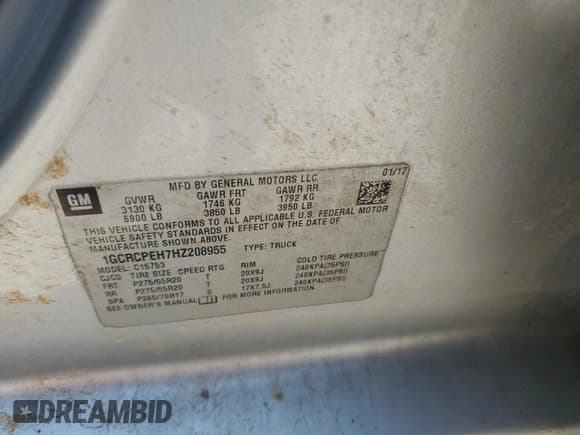 GM
MFD BY GENERAL MOTORS LLC
01/17
GVWR GAWR FRT GAWR RR
3130 KG 1746 KG 1792 KG
6900 LB 3850 LB 3950 LB
THIS VEHICLE CONFORMS TO ALL APPLICABLE U.S. FEDERAL MOTOR
VEHICLE SAFETY STANDARDS IN EFFECT ON THE DATE OF
MANUFACTURE SHOWN ABOVE.
1GCRCPEH7HZ208955 TYPE: TRUCK
MODEL: C15753
CJCD TIRE SIZE SPEED RTG RIM COLD TIRE PRESSURE
FRT P275/55R20 T 20X9J 240KPA(35PSI)
RR P275/55R20 T 20X9J 240KPA(35PSI)
SPA P265/70R17 S 17X7.5J 240KPA(35PSI)
SEE OWNER'S MANUAL
DREAMBID